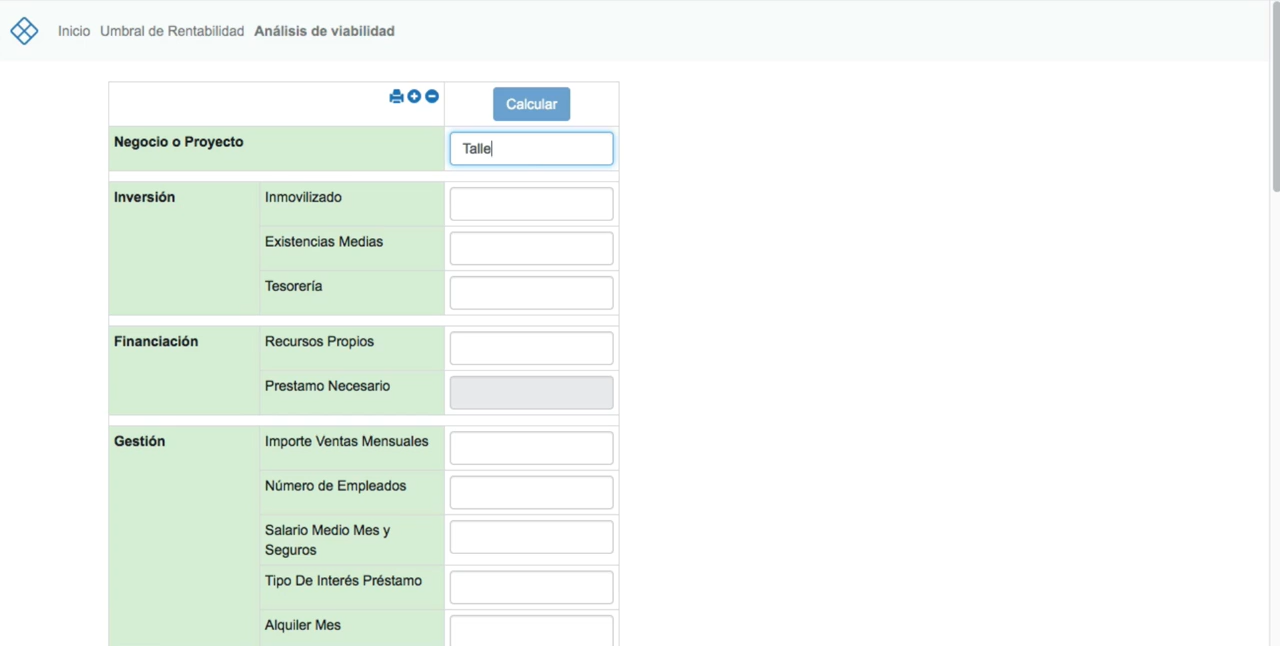 Inicio Umbral de Rentabilidad Análisis de viabilidad
Calcular
Negocio o Proyecto Talle
Inversión Inmovilizado
Existencias Medias
Tesorería
Financiación Recursos Propios
Prestamo Necesario
Gestión Importe Ventas Mensuales
Número de Empleados
Salario Medio Mes y
Seguros
Tipo De Interés Préstamo
Alquiler Mes